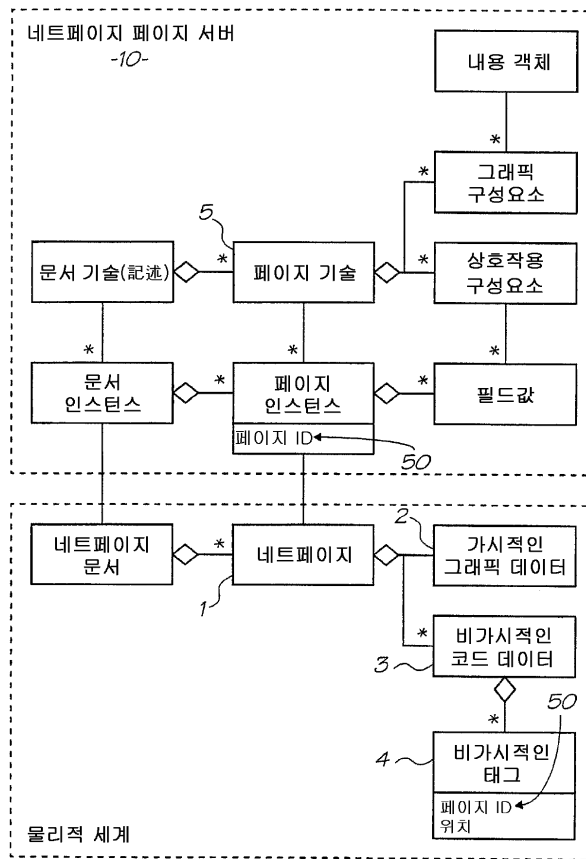 네트페이지 페이지 서버
-10-
내용 객체
*
*
그래픽
구성요소
5
문서 기술(記述)
*
페이지 기술
*
상호작용
구성요소
*
*
*
문서
인스턴스
*
페이지
인스턴스
*
필드값
페이지 ID
50
네트페이지
문서
*
네트페이지
1
2
가시적인
그래픽 데이터
*
비가시적인
코드 데이터
3
50
*
4
비가시적인
태그
페이지 ID
위치
물리적 세계